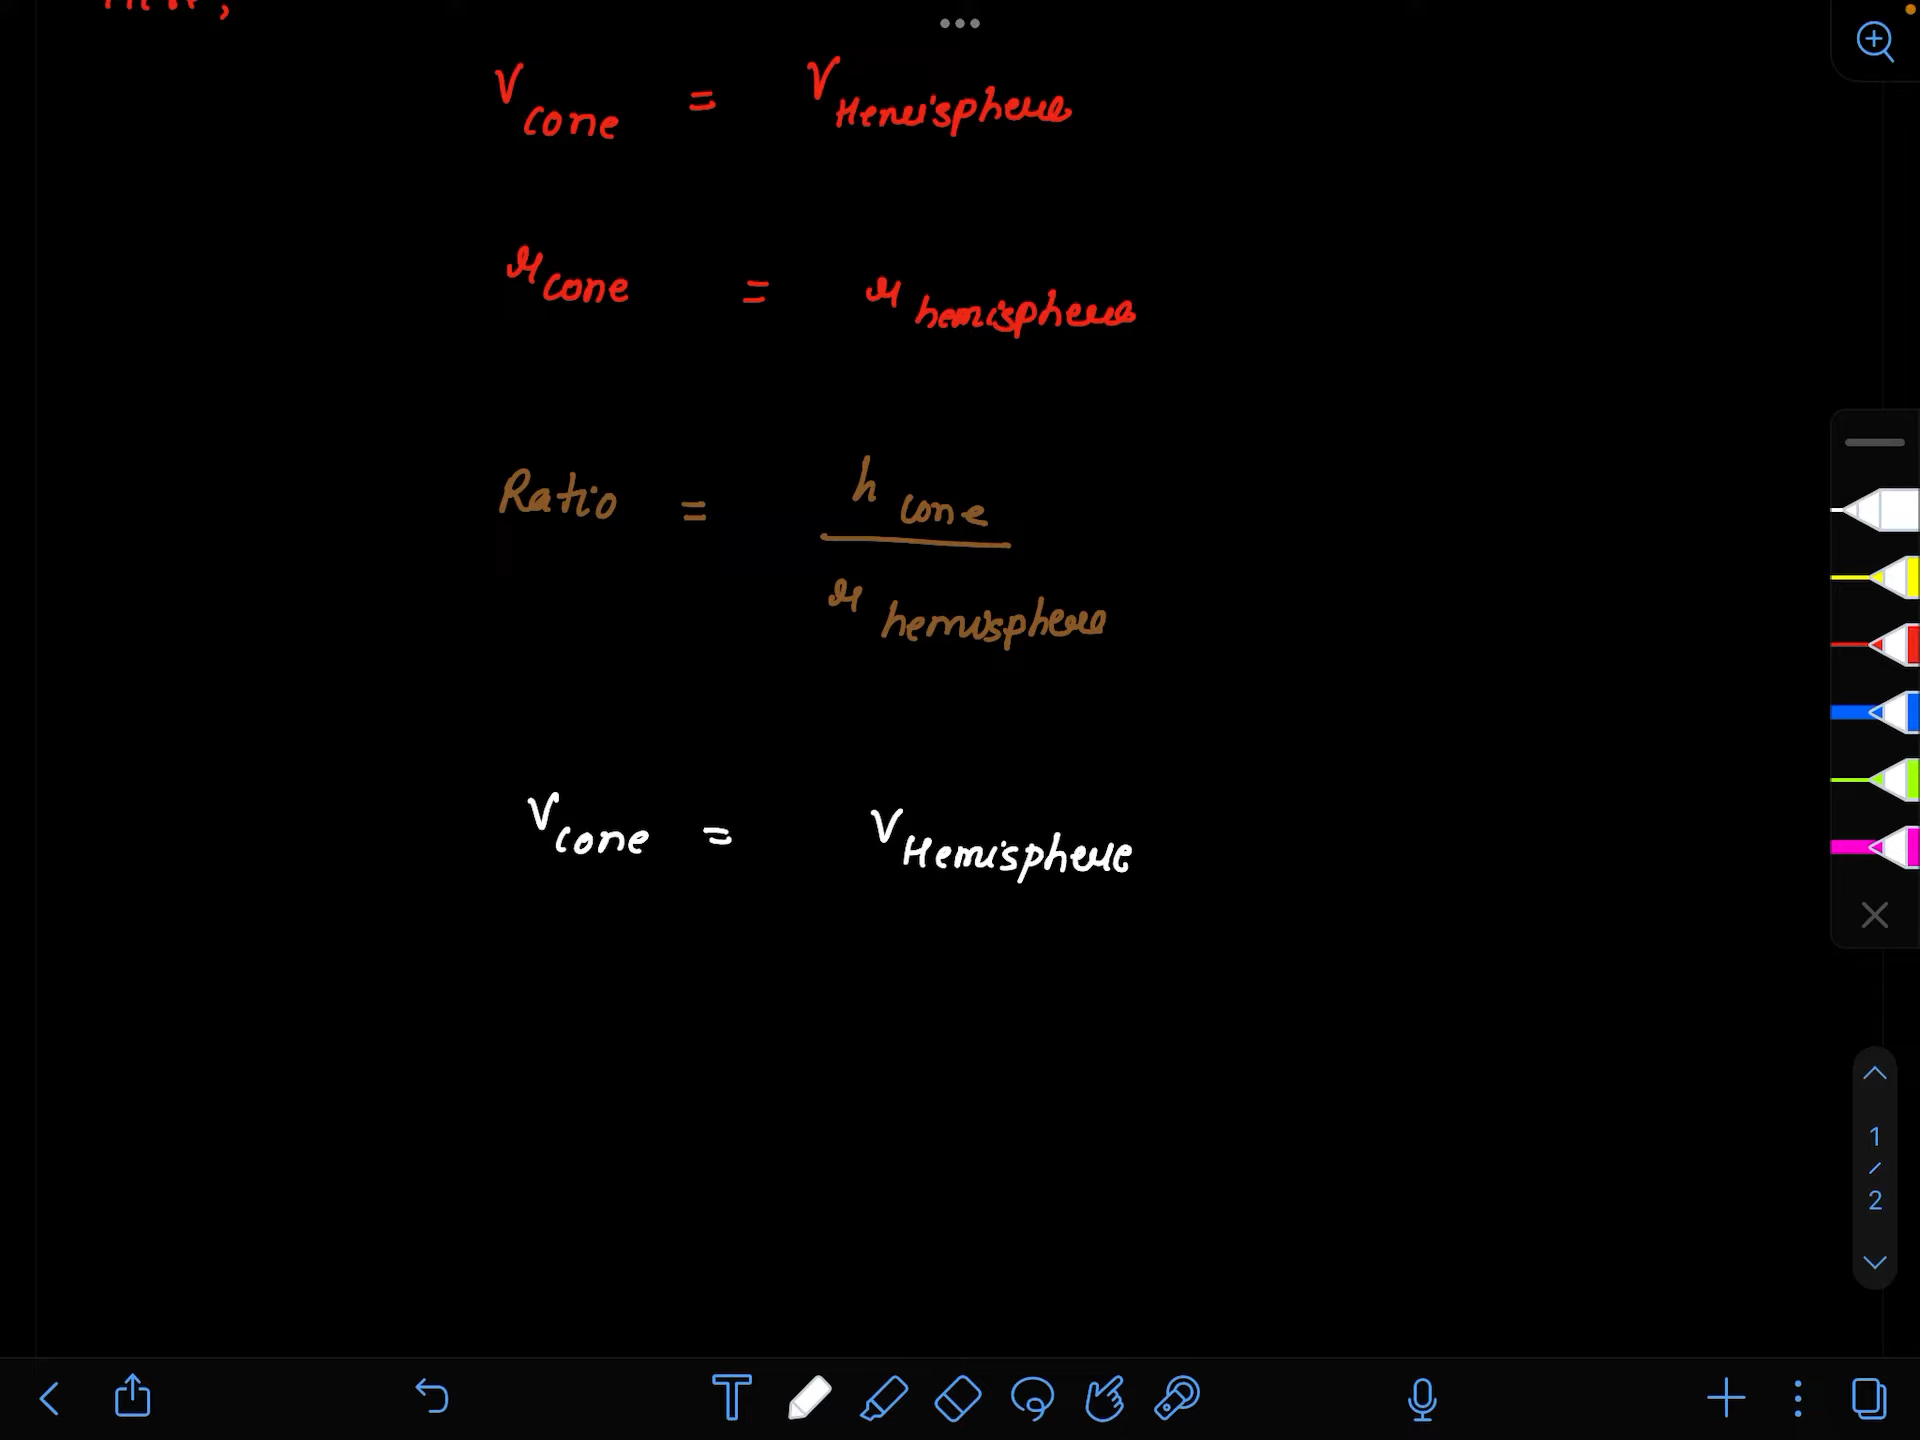 V cone = V Hemisphere
r cone = r hemisphere
Ratio = h cone / r hemisphere
V cone = V Hemisphere
1
/
2